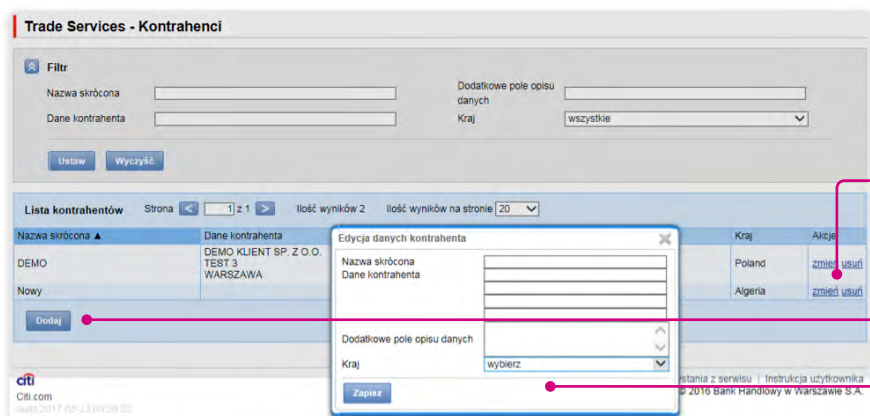 Trade Services - Kontrahenci
Filtr
Nazwa skrócona
Dodatkowe pole opisu danych
Dane kontrahenta
Kraj wszystkie
Ustaw Wyczyść
Lista kontrahentów Strona < 1 z 1 > Ilość wyników 2 Ilość wyników na stronie 20
Nazwa skrócona ▲ Dane kontrahenta Kraj Akcje
DEMO
DEMO KLIENT SP. Z O.O.
TEST 3
WARSZAWA
Poland zmień usuń
Nowy Algeria zmień usuń
Dodaj
Edycja danych kontrahenta
Nazwa skrócona
Dane kontrahenta
Dodatkowe pole opisu danych
Kraj wybierz
Zapisz
citi
Citi.com
z serwisu | Instrukcja użytkownika
© 2016 Bank Handlowy w Warszawie S.A.